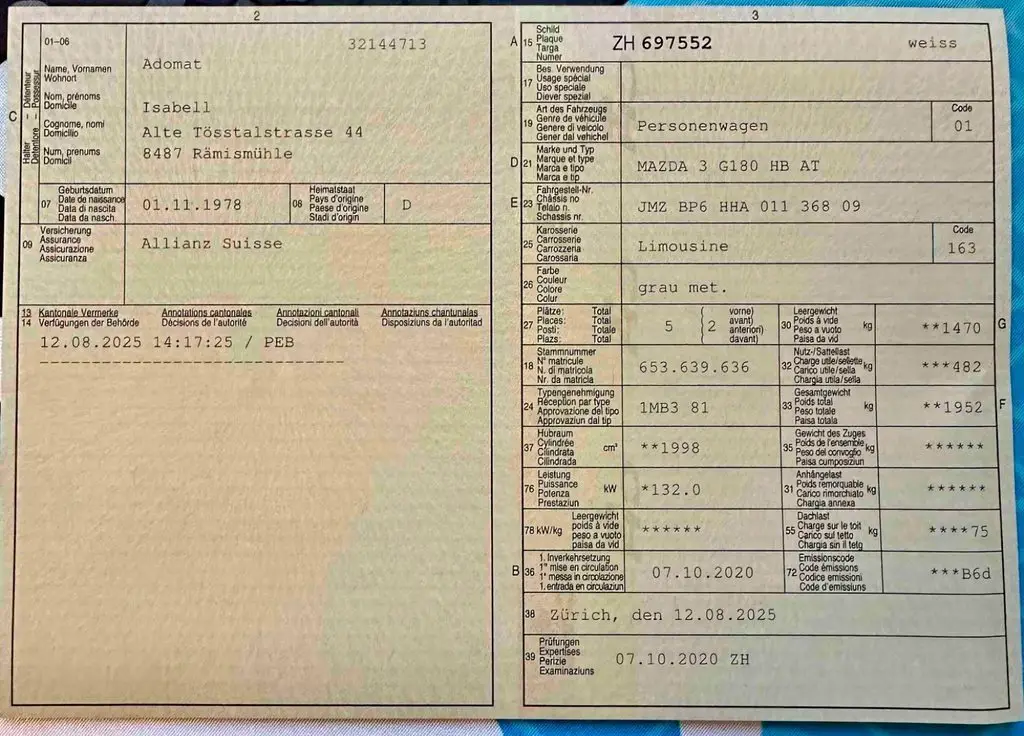 2
01–06
32144713
C
Halter – Détenteur
Detentore – Possessur
Name, Vornamen
Wohnort
Nom, prénoms
Domicile
Cognome, nomi
Domicilio
Num, prenums
Domicil
Adomat
Isabell
Alte Tösstalstrasse 44
8487 Rämismühle
07
Geburtsdatum
Date de naissance
Data di nascita
Data da nasch.
01.11.1978
08
Heimatstaat
Pays d'origine
Paese d'origine
Stadi d'origin
D
09
Versicherung
Assurance
Assicurazione
Assicuranza
Allianz Suisse
13 Kantonale Vermerke Annotations cantonales Annotazioni cantonali Annotaziuns chantunalas
14 Verfügungen der Behörde Décisions de l'autorité Decisioni dell'autorità Disposiziuns da l'autoritad
12.08.2025 14:17:25 / PEB
3
A 15
Schild
Plaque
Targa
Numer
ZH 697552
weiss
17
Bes. Verwendung
Usage spécial
Uso speciale
Diever spezial
19
Art des Fahrzeugs
Genre de véhicule
Genere di veicolo
Gener dal vehichel
Personenwagen
Code
01
D 21
Marke und Typ
Marque et type
Marca e tipo
Marca e tip
MAZDA 3 G180 HB AT
E 23
Fahrgestell-Nr.
Châssis no
Telaio n.
Schassis nr.
JMZ BP6 HHA 011 368 09
25
Karosserie
Carrosserie
Carrozzeria
Carossaria
Limousine
Code
163
26
Farbe
Couleur
Colore
Colur
grau met.
27
Plätze: Total ( vorne)
Places: Total ( avant)
Posti: Totale anteriori)
Plazs: Total davant)
5 2
30
Leergewicht
Poids à vide
Peso a vuoto
Paisa da vid
kg
**1470
G
18
Stammnummer
N° matricule
N. di matricola
Nr. da matricla
653.639.636
32
Nutz-/Sattellast
Charge utile/sellette
Carico utile/sella
Chargia utila/sella
kg
***482
24
Typengenehmigung
Réception par type
Approvazione del tipo
Approvaziun dal tip
1MB3 81
33
Gesamtgewicht
Poids total
Peso totale
Paisa totala
kg
**1952
F
37
Hubraum
Cylindrée
Cilindrata
Cilindrada
cm³
**1998
35
Gewicht des Zuges
Poids de l'ensemble
Peso del convoglio
Paisa cumposiziun
kg
******
76
Leistung
Puissance
Potenza
Prestaziun
kW
*132.0
31
Anhängelast
Poids remorquable
Carico rimorchiato
Chargia annexa
kg
******
78 kW/kg
Leergewicht
poids à vide
peso a vuoto
paisa da vid
******
55
Dachlast
Charge sur le toit
Carico sul tetto
Chargia sin il tetg
kg
****75
B 36
1. Inverkehrsetzung
1re mise en circulation
1a messa in circolazione
1. entrada en circulaziun
07.10.2020
72
Emissionscode
Code émissions
Codice emissioni
Code d'emissiuns
***B6d
38
Zürich, den 12.08.2025
39
Prüfungen
Expertises
Perizie
Examinaziuns
07.10.2020 ZH